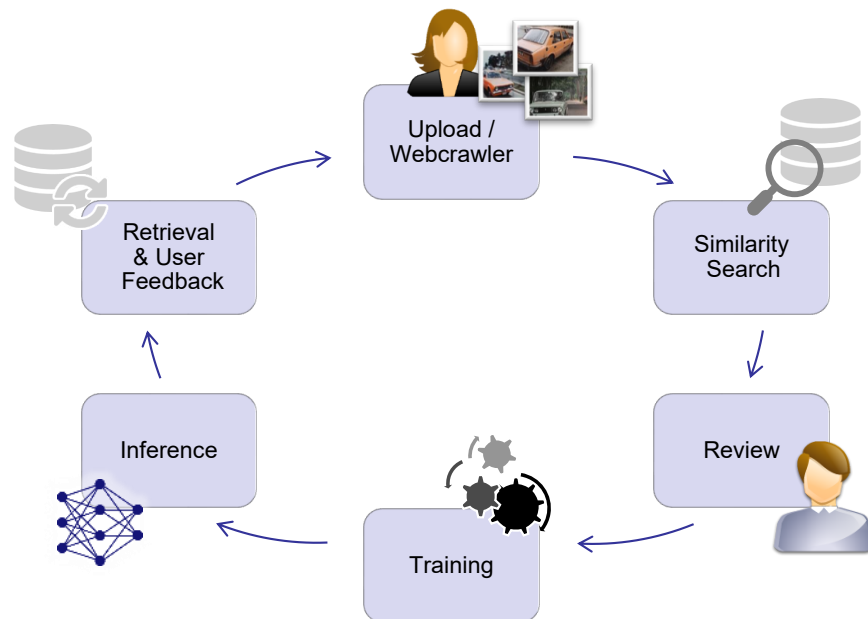 Upload /
Webcrawler
Similarity
Search
Review
Training
Inference
Retrieval
& User
Feedback